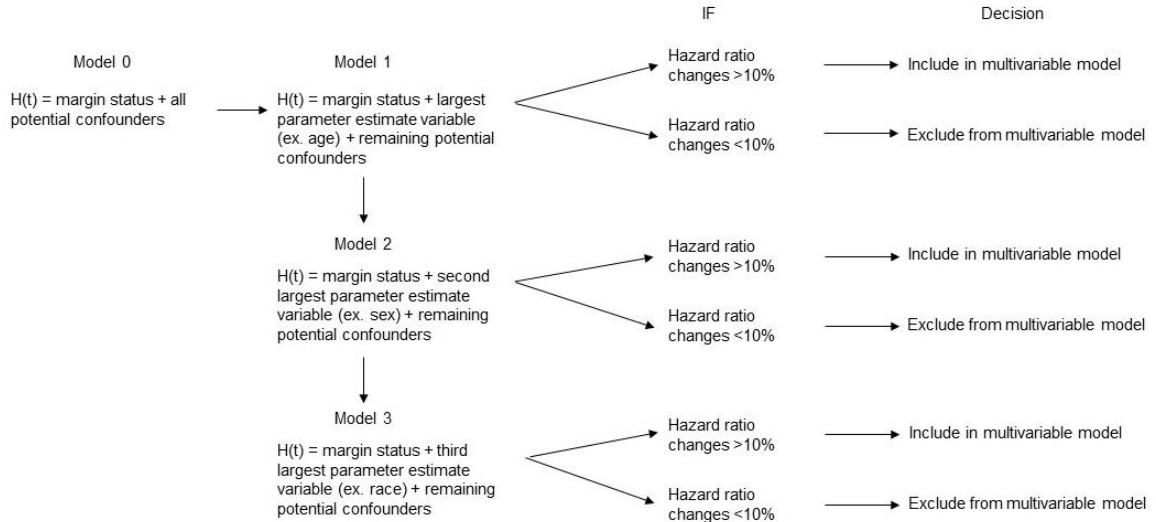 IF
Decision
Model 0
H(t) = margin status + all
potential confounders
Model 1
H(t) = margin status + largest
parameter estimate variable
(ex. age) + remaining potential
confounders
Hazard ratio
changes >10%
Include in multivariable model
Hazard ratio
changes <10%
Exclude from multivariable model
Model 2
H(t) = margin status + second
largest parameter estimate
variable (ex. sex) + remaining
potential confounders
Hazard ratio
changes >10%
Include in multivariable model
Hazard ratio
changes <10%
Exclude from multivariable model
Model 3
H(t) = margin status + third
largest parameter estimate
variable (ex. race) + remaining
potential confounders
Hazard ratio
changes >10%
Include in multivariable model
Hazard ratio
changes <10%
Exclude from multivariable model